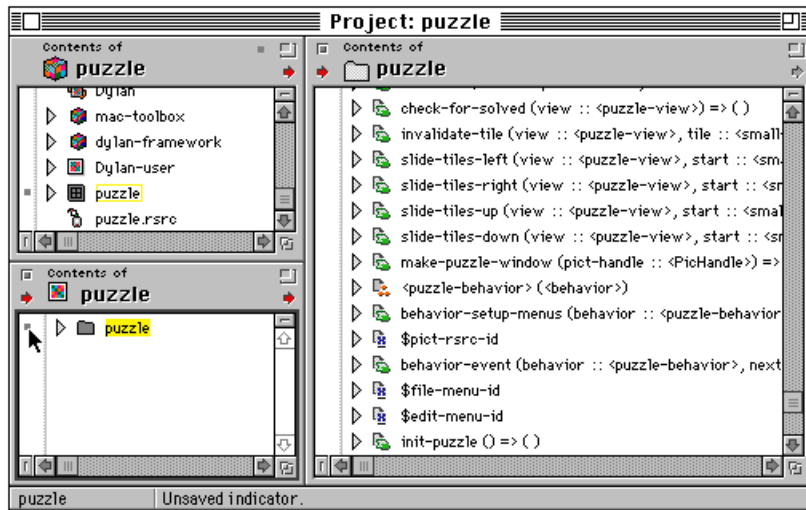 Project: puzzle
Contents of
puzzle
Dylan
mac-toolbox
dylan-framework
Dylan-user
puzzle
puzzle.rsrc
Contents of
puzzle
puzzle
Contents of
puzzle
check-for-solved (view :: <puzzle-view>) => ()
invalidate-tile (view :: <puzzle-view>, tile :: <small-
slide-tiles-left (view :: <puzzle-view>, start :: <sm
slide-tiles-right (view :: <puzzle-view>, start :: <sr
slide-tiles-up (view :: <puzzle-view>, start :: <smal
slide-tiles-down (view :: <puzzle-view>, start :: <sr
make-puzzle-window (pict-handle :: <PicHandle>) =>
<puzzle-behavior> (<behavior>)
behavior-setup-menus (behavior :: <puzzle-behavior
$pict-rsrc-id
behavior-event (behavior :: <puzzle-behavior>, next
$file-menu-id
$edit-menu-id
init-puzzle () => ()
puzzle Unsaved indicator.